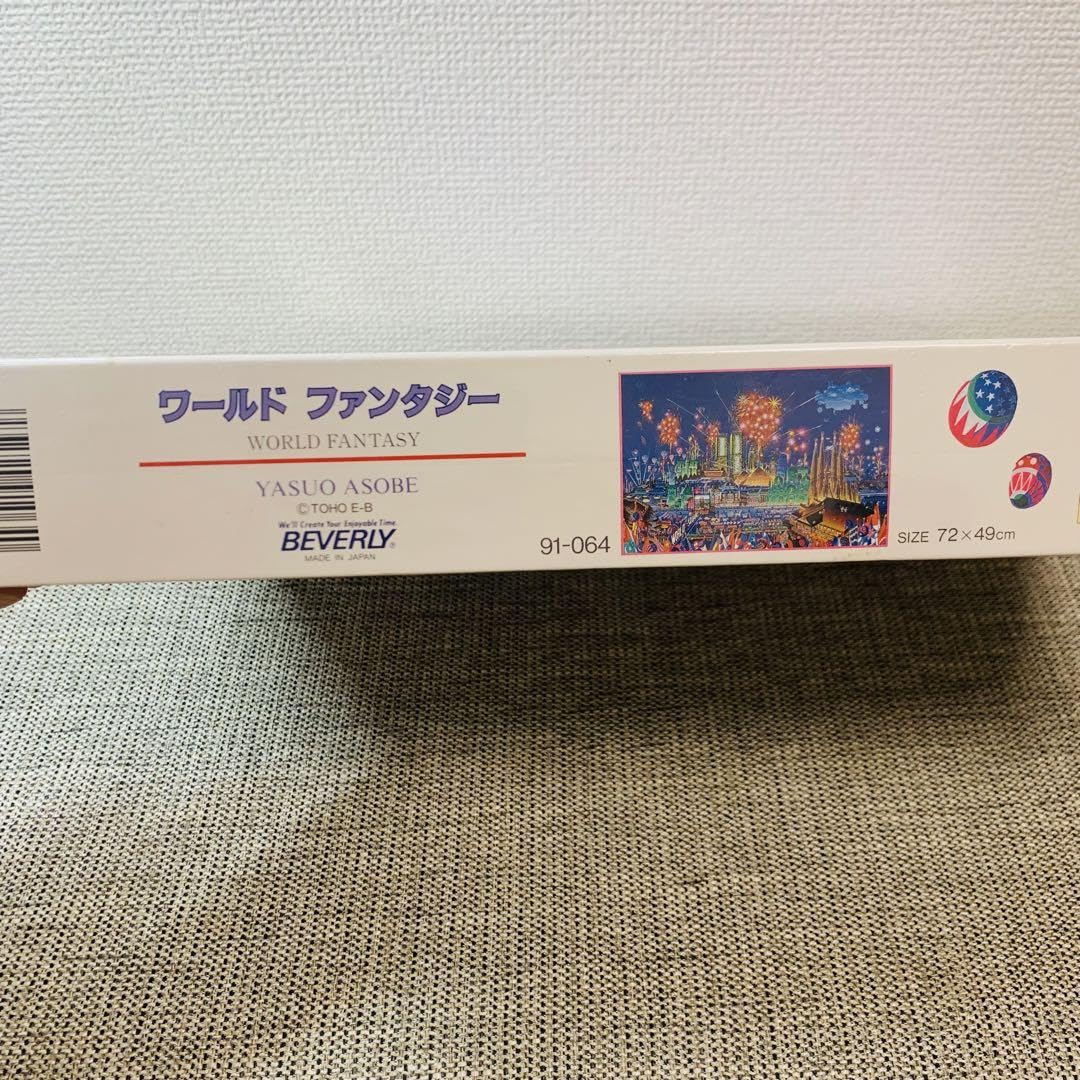 ワールド ファンタジー
WORLD FANTASY
YASUO ASOBE
©TOHO E-B
We'll Create Your Enjoyable Time.
BEVERLY®
MADE IN JAPAN
91-064
SIZE 72×49cm